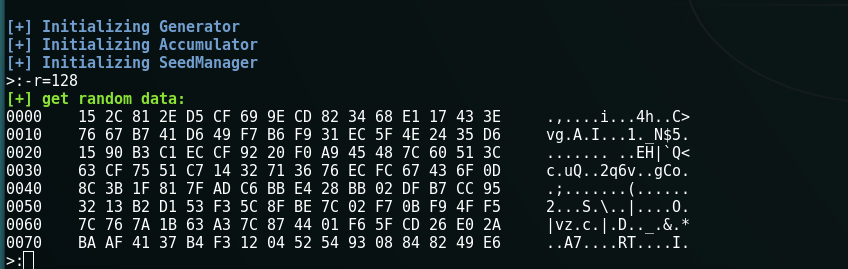 [+] Initializing Generator
[+] Initializing Accumulator
[+] Initializing SeedManager
>:-r=128
[+] get random data:
0000    15 2C 81 2E D5 CF 69 9E CD 82 34 68 E1 17 43 3E     .,....i...4h..C>
0010    76 67 B7 41 D6 49 F7 B6 F9 31 EC 5F 4E 24 35 D6     vg.A.I...1._N$5.
0020    15 90 B3 C1 EC CF 92 20 F0 A9 45 48 7C 60 51 3C     ....... ..EH|`Q<
0030    63 CF 75 51 C7 14 32 71 36 76 EC FC 67 43 6F 0D     c.uQ..2q6v..gCo.
0040    8C 3B 1F 81 7F AD C6 BB E4 28 BB 02 DF B7 CC 95     .;.......(......
0050    32 13 B2 D1 53 F3 5C 8F BE 7C 02 F7 0B F9 4F F5     2...S.\..|....O.
0060    7C 76 7A 1B 63 A3 7C 87 44 01 F6 5F CD 26 E0 2A     |vz.c.|.D.._.&.*
0070    BA AF 41 37 B4 F3 12 04 52 54 93 08 84 82 49 E6     ..A7....RT....I.
>: